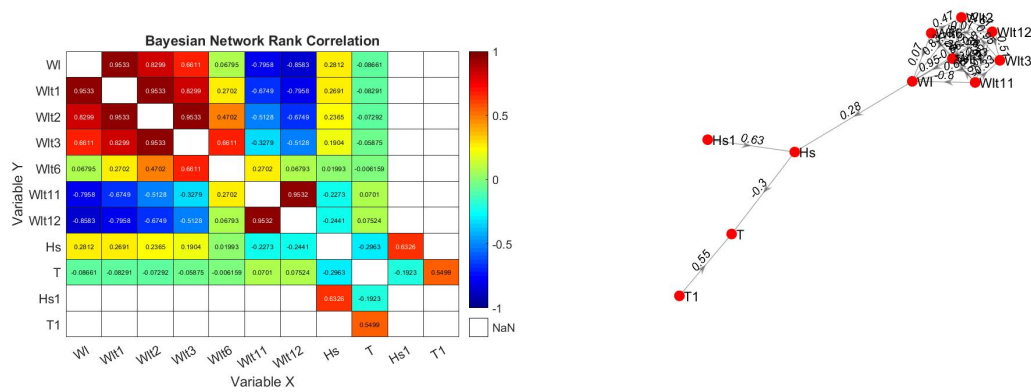 Bayesian Network Rank Correlation
Wl 0.9533 0.8299 0.6611 0.06795 -0.7958 -0.8583 0.2812 -0.08661
Wlt1 0.9533 0.9533 0.8299 0.2702 -0.6749 -0.7958 0.2691 -0.08291
Wlt2 0.8299 0.9533 0.9533 0.4702 -0.5128 -0.6749 0.2365 -0.07292
Wlt3 0.6611 0.8299 0.9533 0.6611 -0.3279 -0.5128 0.1904 -0.05875
Wlt6 0.06795 0.2702 0.4702 0.6611 0.2702 0.06793 0.01993 -0.006159
Wlt11 -0.7958 -0.6749 -0.5128 -0.3279 0.2702 0.9532 -0.2273 0.0701
Wlt12 -0.8583 -0.7958 -0.6749 -0.5128 0.06793 0.9532 -0.2441 0.07524
Hs 0.2812 0.2691 0.2365 0.1904 0.01993 -0.2273 -0.2441 -0.2963 0.6326
T -0.08661 -0.08291 -0.07292 -0.05875 -0.006159 0.0701 0.07524 -0.2963 -0.1923 0.5499
Hs1 0.6326 -0.1923
T1 0.5499
Wl Wlt1 Wlt2 Wlt3 Wlt6 Wlt11 Wlt12 Hs T Hs1 T1
Variable X
Variable Y
1
0.5
0
-0.5
-1
NaN
0.47
Wlt2
Wlt12
Wlt3
0.07
0.95
Wl
-0.8
Wlt11
0.28
Hs1
0.63
Hs
-0.3
T
0.55
T1